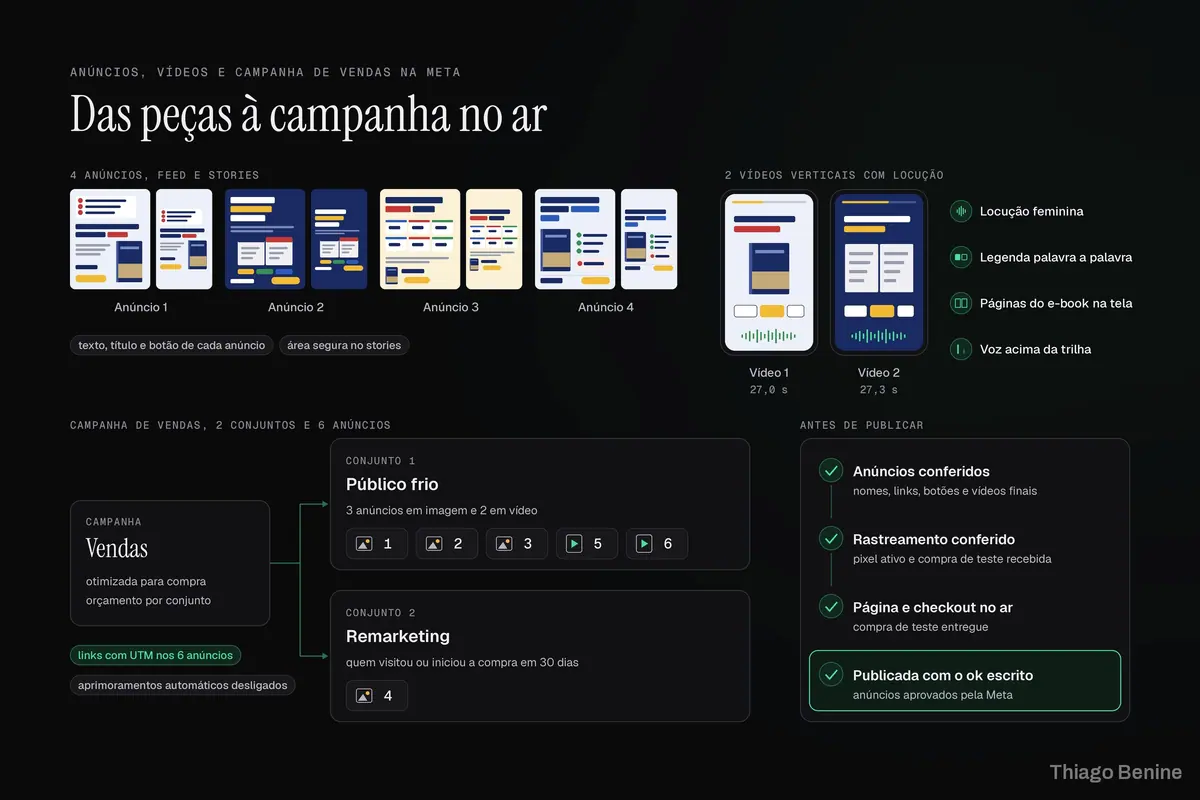 ANÚNCIOS, VÍDEOS E CAMPANHA DE VENDAS NA META
Das peças à campanha no ar
4 ANÚNCIOS, FEED E STORIES
Anúncio 1
Anúncio 2
Anúncio 3
Anúncio 4
texto, título e botão de cada anúncio
área segura no stories
2 VÍDEOS VERTICAIS COM LOCUÇÃO
Vídeo 1
27,0 s
Vídeo 2
27,3 s
Locução feminina
Legenda palavra a palavra
Páginas do e-book na tela
Voz acima da trilha
CAMPANHA DE VENDAS, 2 CONJUNTOS E 6 ANÚNCIOS
CAMPANHA
Vendas
otimizada para compra
orçamento por conjunto
links com UTM nos 6 anúncios
aprimoramentos automáticos desligados
CONJUNTO 1
Público frio
3 anúncios em imagem e 2 em vídeo
1 2 3 5 6
CONJUNTO 2
Remarketing
quem visitou ou iniciou a compra em 30 dias
4
ANTES DE PUBLICAR
Anúncios conferidos
nomes, links, botões e vídeos finais
Rastreamento conferido
pixel ativo e compra de teste recebida
Página e checkout no ar
compra de teste entregue
Publicada com o ok escrito
anúncios aprovados pela Meta
Thiago Benine